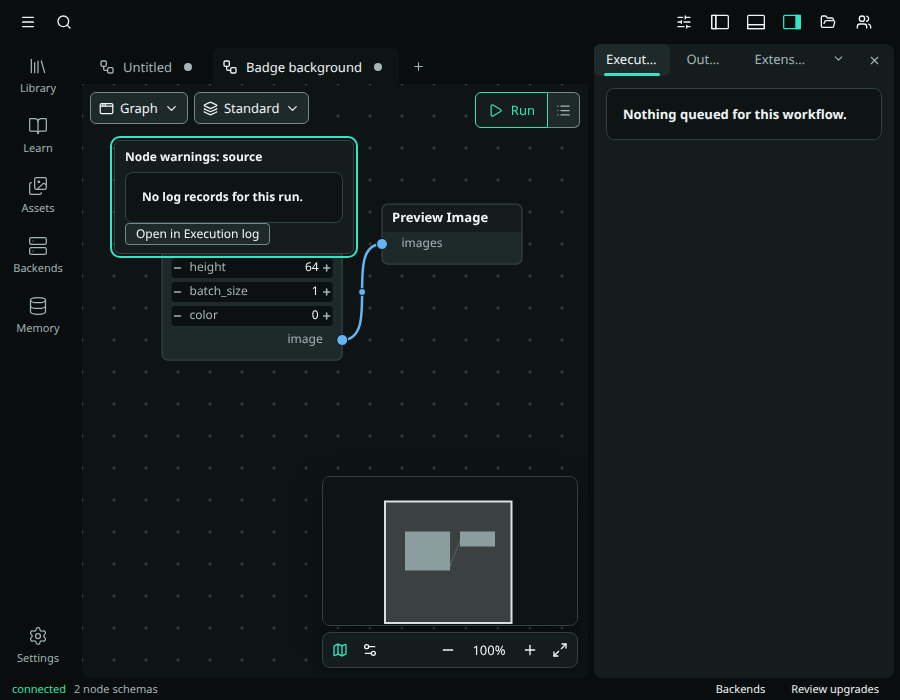 Library
Learn
Assets
Backends
Memory
Settings
Untitled
Badge background
Graph
Standard
Run
Node warnings: source
No log records for this run.
Open in Execution log
height 64
batch_size 1
color 0
image
Preview Image
images
100%
Execut...
Out...
Extens...
Nothing queued for this workflow.
connected 2 node schemas
Backends
Review upgrades